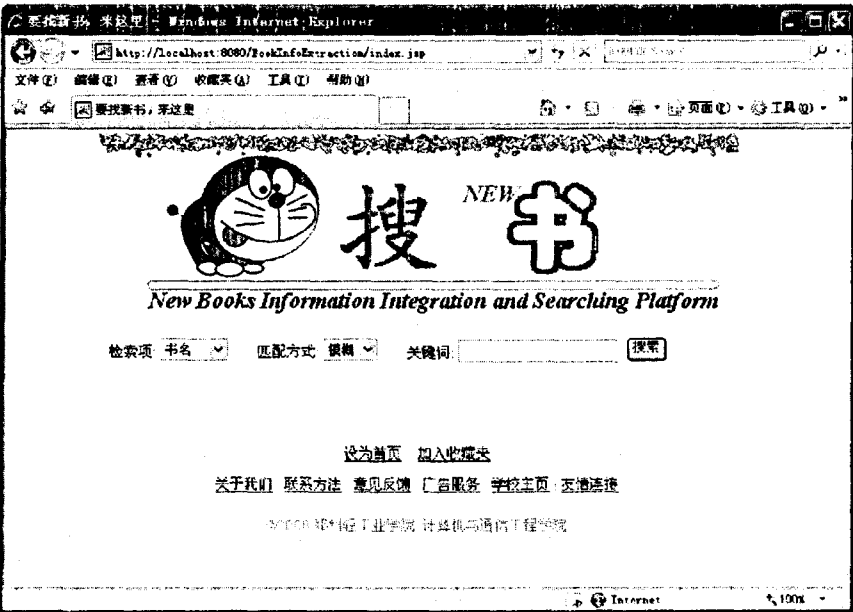 要找新书，来这里 - Windows Internet Explorer
http://localhost:8080/BookInfoExtraction/index.jsp
文件(F) 编辑(E) 查看(V) 收藏夹(A) 工具(T) 帮助(H)
要找新书，来这里 页面(P) 工具(O)
搜 NEW 书
New Books Information Integration and Searching Platform
检索项 书名 匹配方式 模糊 关键词: 搜索
设为首页 加入收藏夹
关于我们 联系方法 意见反馈 广告服务 学校主页 友情连接
工业学院 计算机与通信工程学院
Internet 100%